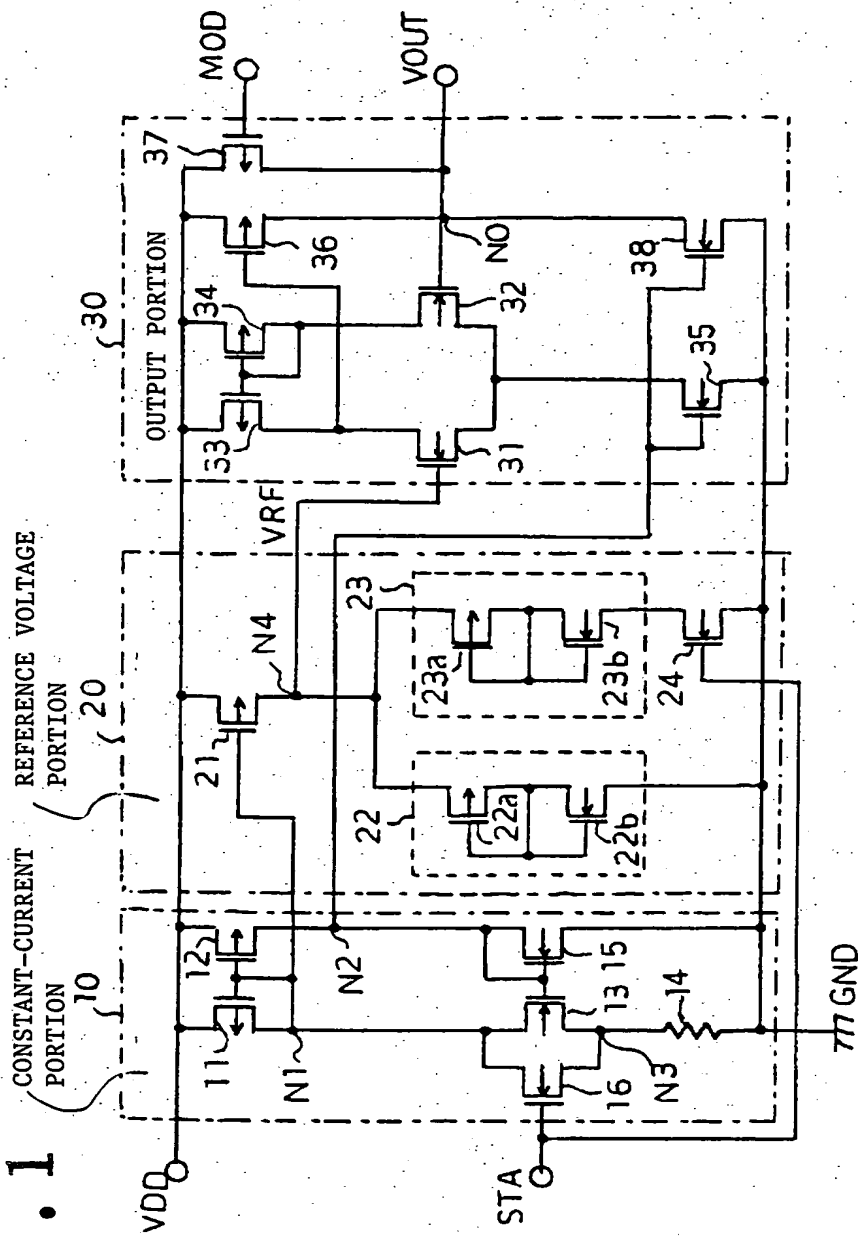 . 1
CONSTANT-CURRENT
PORTION
10
REFERENCE VOLTAGE
PORTION
20
30
OUTPUT PORTION
VDD
MOD
VOUT
STA
GND
11
12
13
14
15
16
N1
N2
N3
21
N4
VRF
22
22a
22b
23
23a
23b
24
31
32
33
34
35
36
37
38
NO